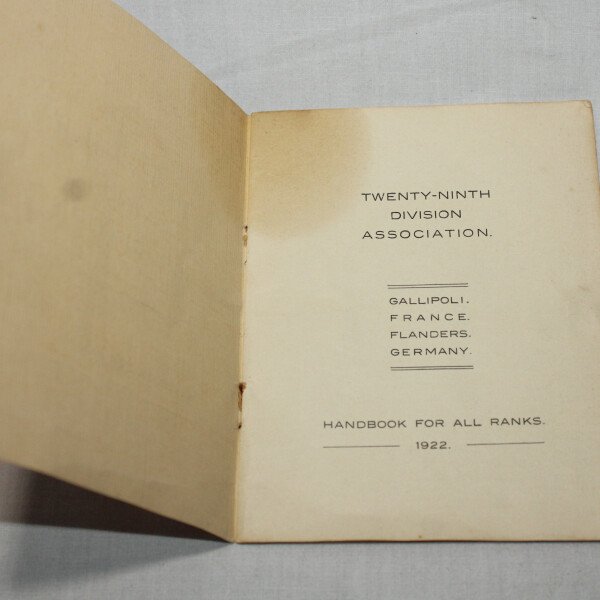 TWENTY-NINTH
DIVISION
ASSOCIATION.
GALLIPOLI.
FRANCE.
FLANDERS.
GERMANY.
HANDBOOK FOR ALL RANKS.
1922.